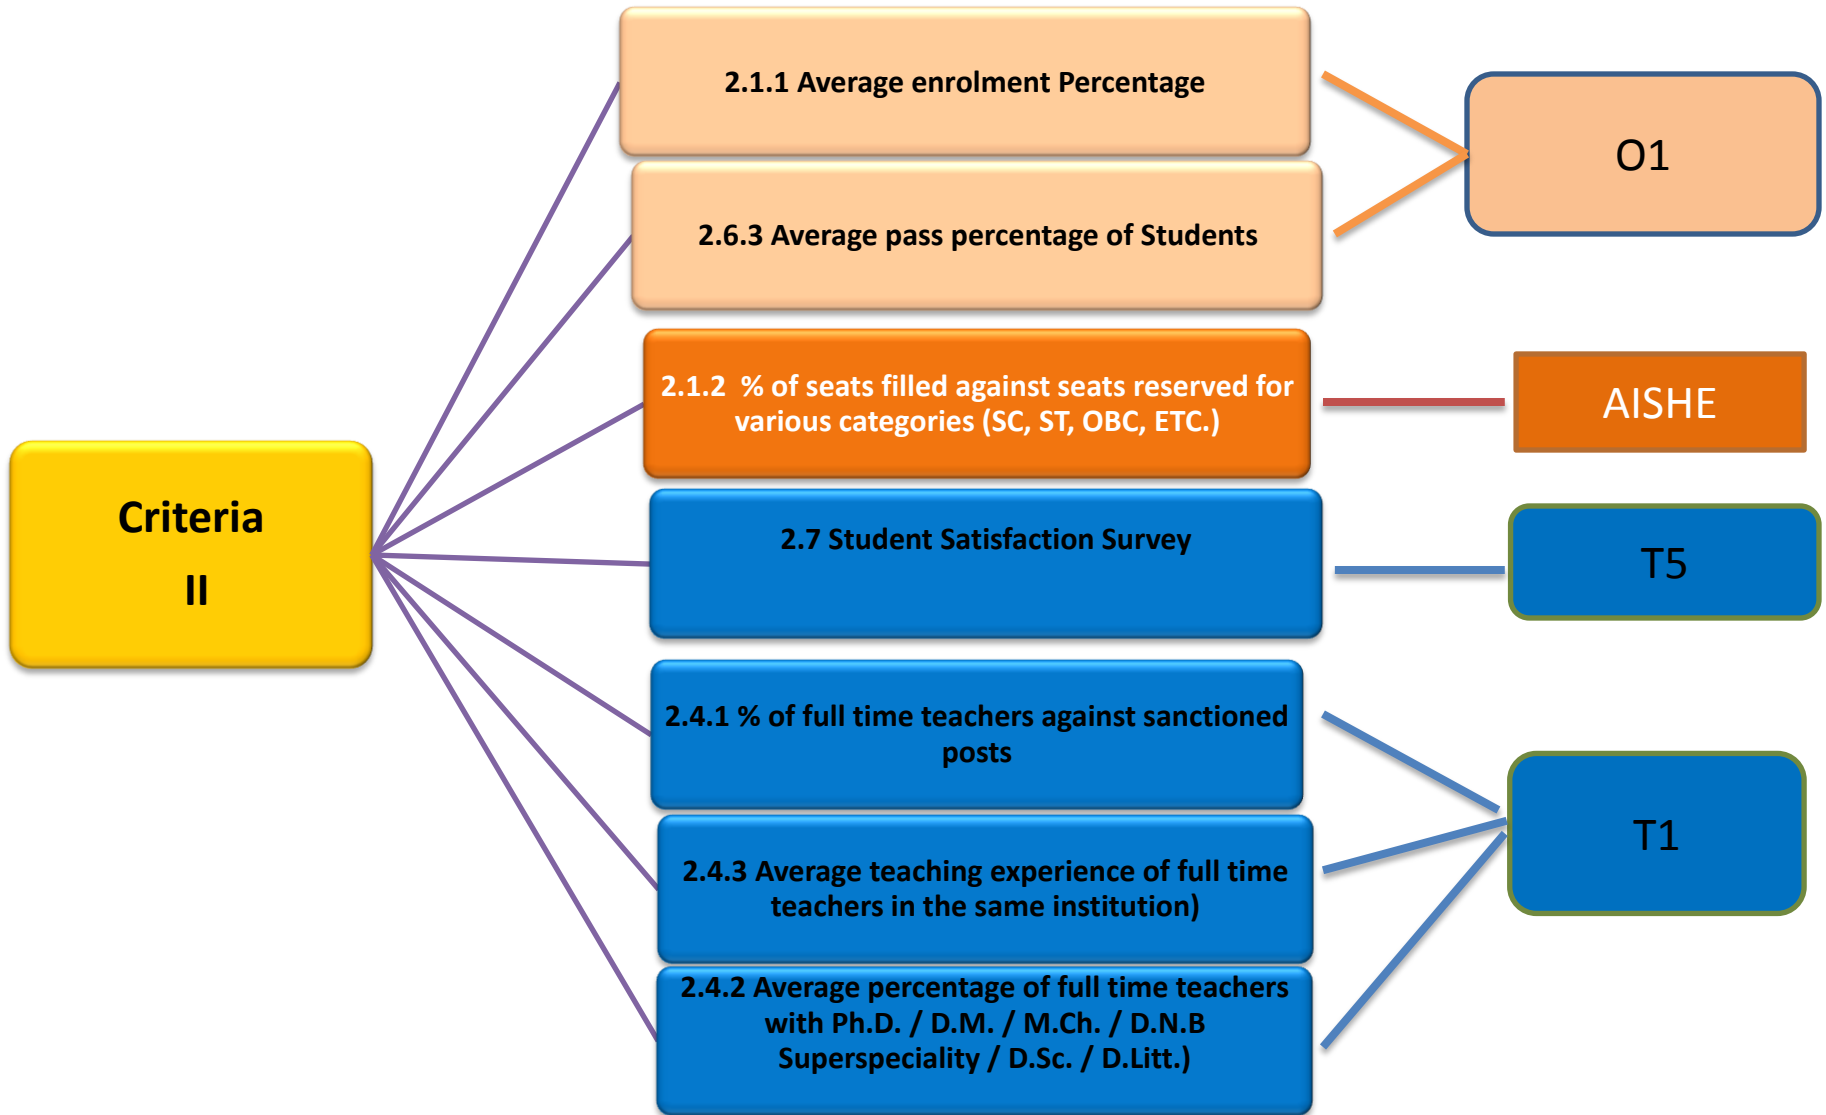 2.1.1 Average enrolment Percentage
O1
2.6.3 Average pass percentage of Students
2.1.2  % of seats filled against seats reserved for
various categories (SC, ST, OBC, ETC.)
AISHE
Criteria
II
2.7 Student Satisfaction Survey
T5
2.4.1 % of full time teachers against sanctioned
posts
T1
2.4.3 Average teaching experience of full time
teachers in the same institution)
2.4.2 Average percentage of full time teachers
with Ph.D. / D.M. / M.Ch. / D.N.B
Superspeciality / D.Sc. / D.Litt.)